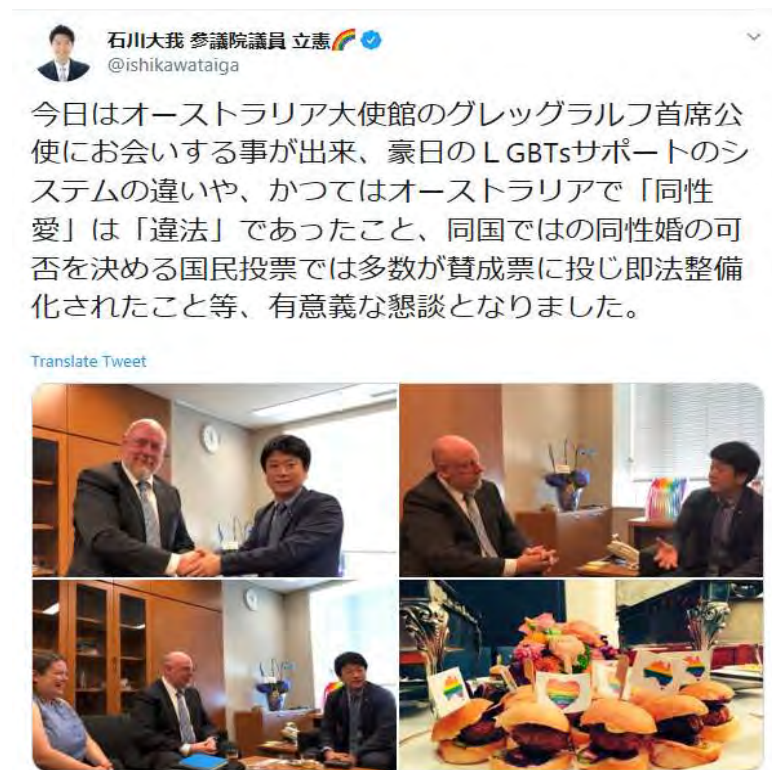 石川大我 参議院議員 立憲🌈
@ishikawataiga
今日はオーストラリア大使館のグレッグラルフ首席公
使にお会いする事が出来、豪日のＬGBTsサポートのシ
ステムの違いや、かつてはオーストラリアで「同性
愛」は「違法」であったこと、同国ではの同性婚の可
否を決める国民投票では多数が賛成票に投じ即法整備
化されたこと等、有意義な懇談となりました。
Translate Tweet